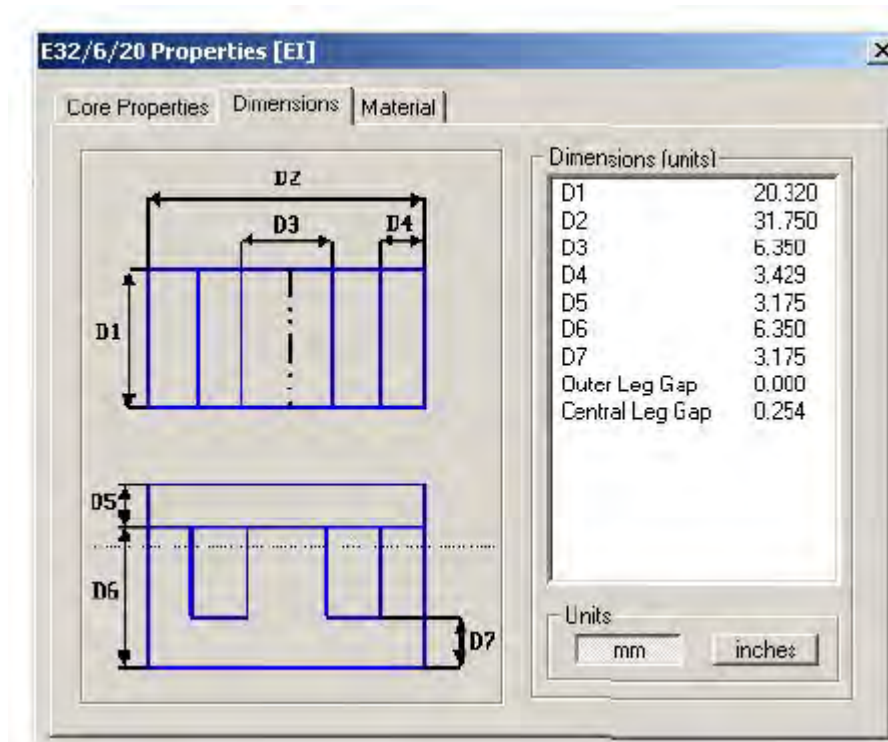 E32/6/20 Properties [EI]
Core Properties Dimensions Material
D2
D3 D4
D1
D5
D6
D7
Dimensions (units)
D1 20.320
D2 31.750
D3 6.350
D4 3.429
D5 3.175
D6 6.350
D7 3.175
Outer Leg Gap 0.000
Central Leg Gap 0.254
Units
mm inches